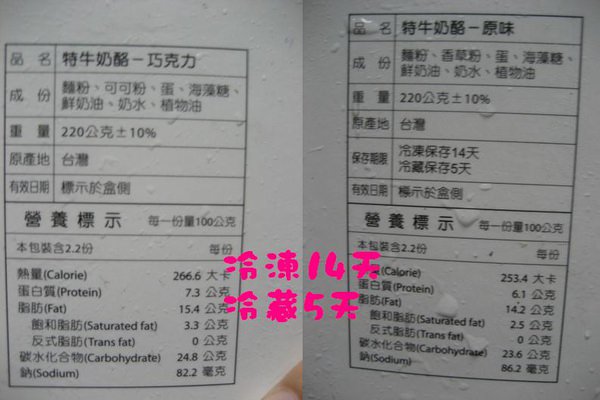 品名 特牛奶酪－巧克力
成份 麵粉、可可粉、蛋、海藻糖、
鮮奶油、奶水、植物油
重量 220公克±10%
原產地 台灣
有效日期 標示於盒側
營養標示 每一份量100公克
本包裝含2.2份 每份
熱量(Calorie) 266.6 大卡
蛋白質(Protein) 7.3 公克
脂肪(Fat) 15.4 公克
飽和脂肪(Saturated fat) 3.3 公克
反式脂肪(Trans fat) 0 公克
碳水化合物(Carbohydrate) 24.8 公克
鈉(Sodium) 82.2 毫克
品名 特牛奶酪－原味
成份 麵粉、香草粉、蛋、海藻糖、
鮮奶油、奶水、植物油
重量 220公克±10%
原產地 台灣
保存期限 冷凍保存14天
冷藏保存5天
有效日期 標示於盒側
營養標示 每一份量100公克
本包裝含2.2份 每份
(Calorie) 253.4 大卡
蛋白質(Protein) 6.1 公克
脂肪(Fat) 14.2 公克
飽和脂肪(Saturated fat) 2.5 公克
反式脂肪(Trans fat) 0 公克
碳水化合物(Carbohydrate) 23.6 公克
鈉(Sodium) 86.2 毫克
冷凍14天
冷藏5天